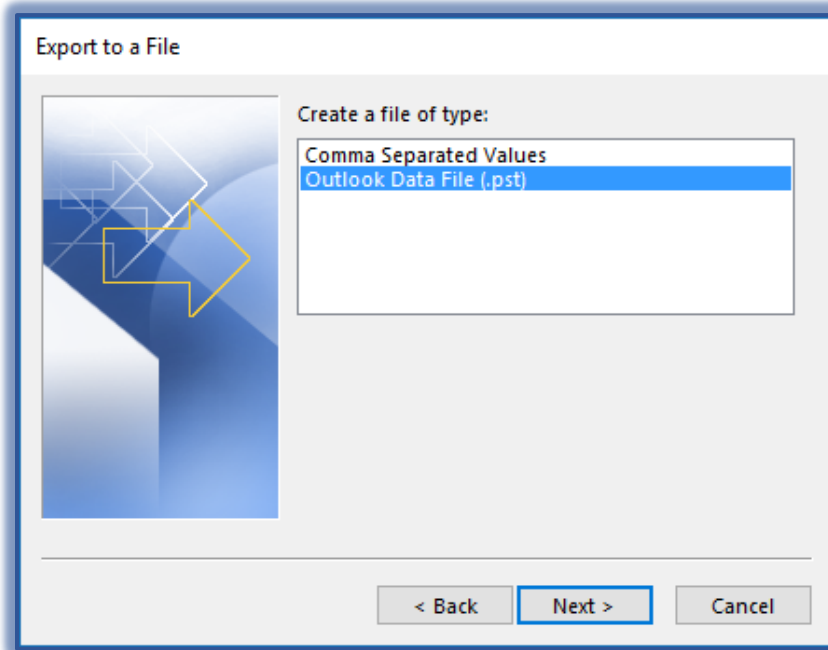 Export to a File
Create a file of type:
Comma Separated Values
Outlook Data File (.pst)
< Back
Next >
Cancel